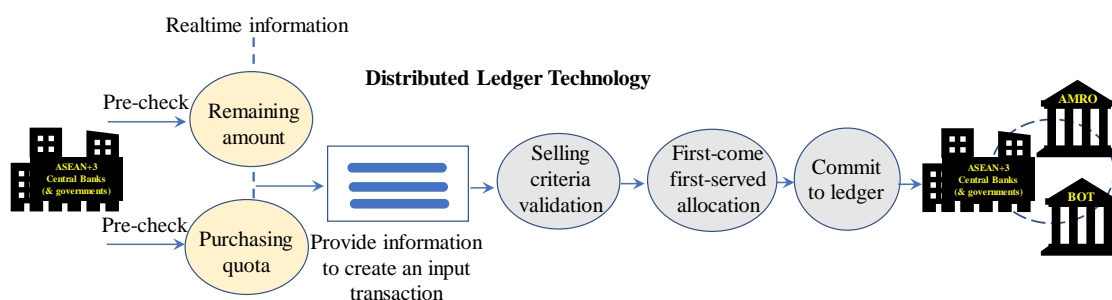 Realtime information
Distributed Ledger Technology
Pre-check
Remaining
amount
ASEAN+3
Central Banks
(& governments)
Pre-check
Purchasing
quota
Provide information
to create an input
transaction
Selling
criteria
validation
First-come
first-served
allocation
Commit
to ledger
ASEAN+3
Central Banks
(& governments)
AMRO
BOT